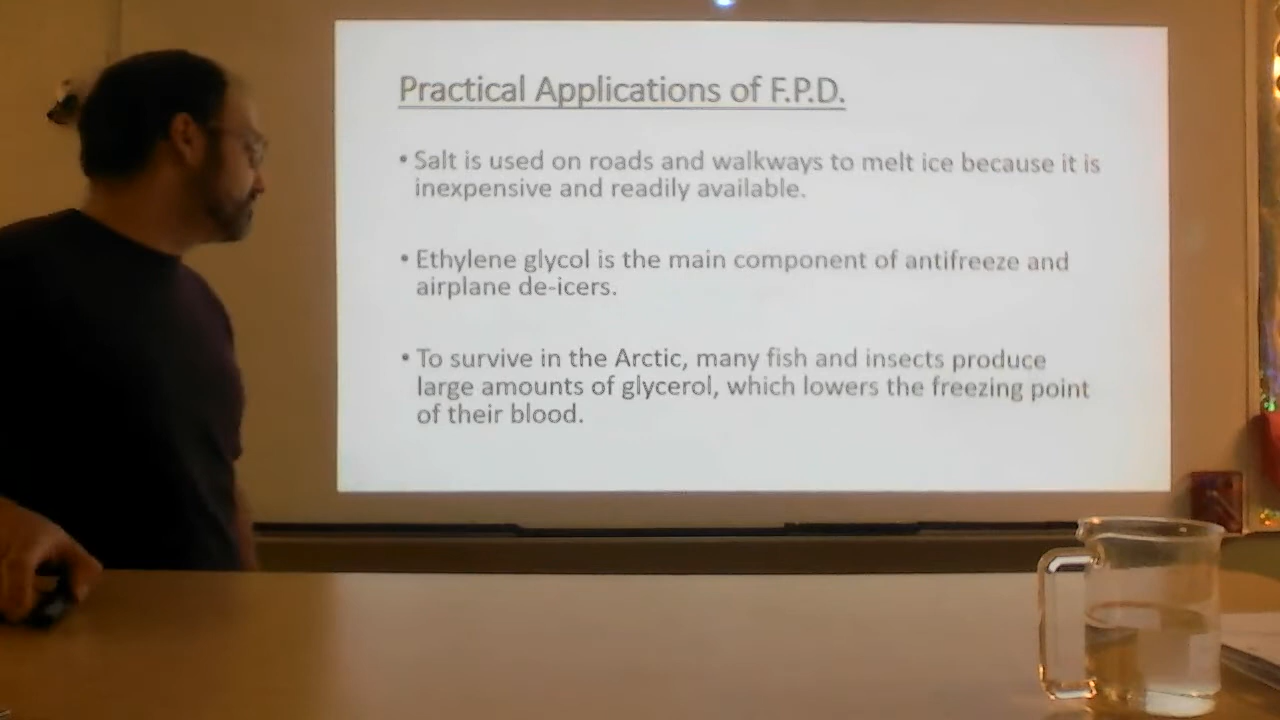 Practical Applications of F.P.D.
• Salt is used on roads and walkways to melt ice because it is
inexpensive and readily available.
• Ethylene glycol is the main component of antifreeze and
airplane de-icers.
• To survive in the Arctic, many fish and insects produce
large amounts of glycerol, which lowers the freezing point
of their blood.